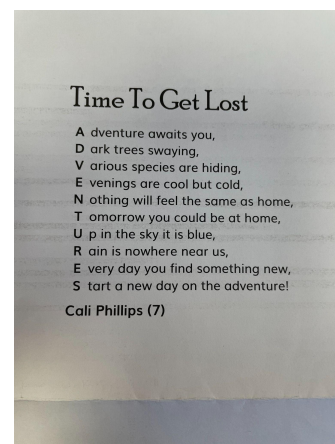 Time To Get Lost
A dventure awaits you,
D ark trees swaying,
V arious species are hiding,
E venings are cool but cold,
N othing will feel the same as home,
T omorrow you could be at home,
U p in the sky it is blue,
R ain is nowhere near us,
E very day you find something new,
S tart a new day on the adventure!
Cali Phillips (7)